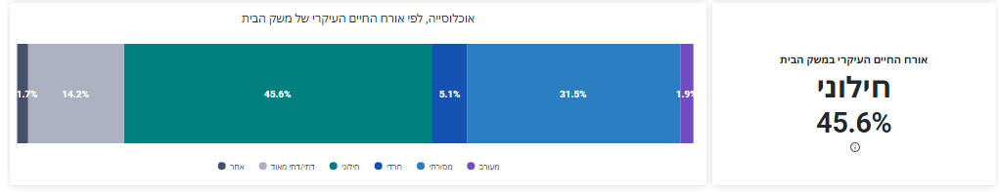 אוכלוסייה, לפי אורח החיים העיקרי של משק הבית
1.7% 14.2% 45.6% 5.1% 31.5% 1.9%
מעורב מסורתי חרדי חילוני דתי/דתי מאוד אחר
אורח החיים העיקרי במשק הבית
חילוני
45.6%